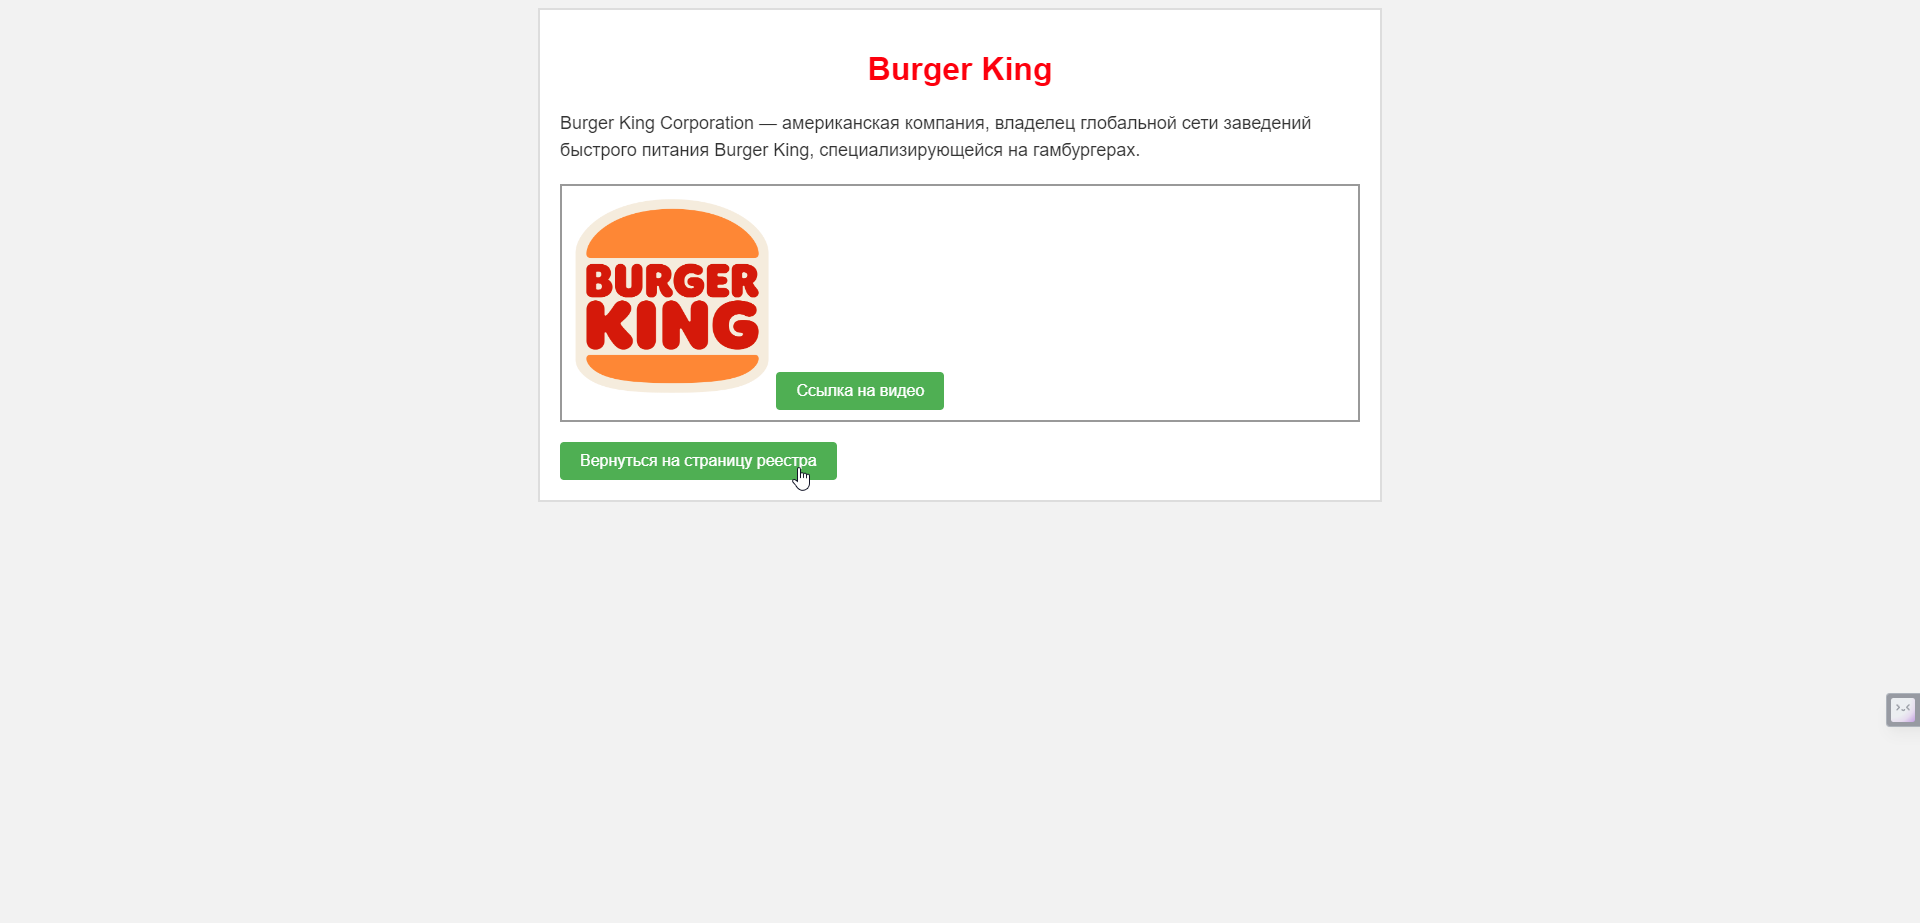 Burger King
Burger King Corporation — американская компания, владелец глобальной сети заведений
быстрого питания Burger King, специализирующейся на гамбургерах.
BURGER
KING
Ссылка на видео
Вернуться на страницу реестра